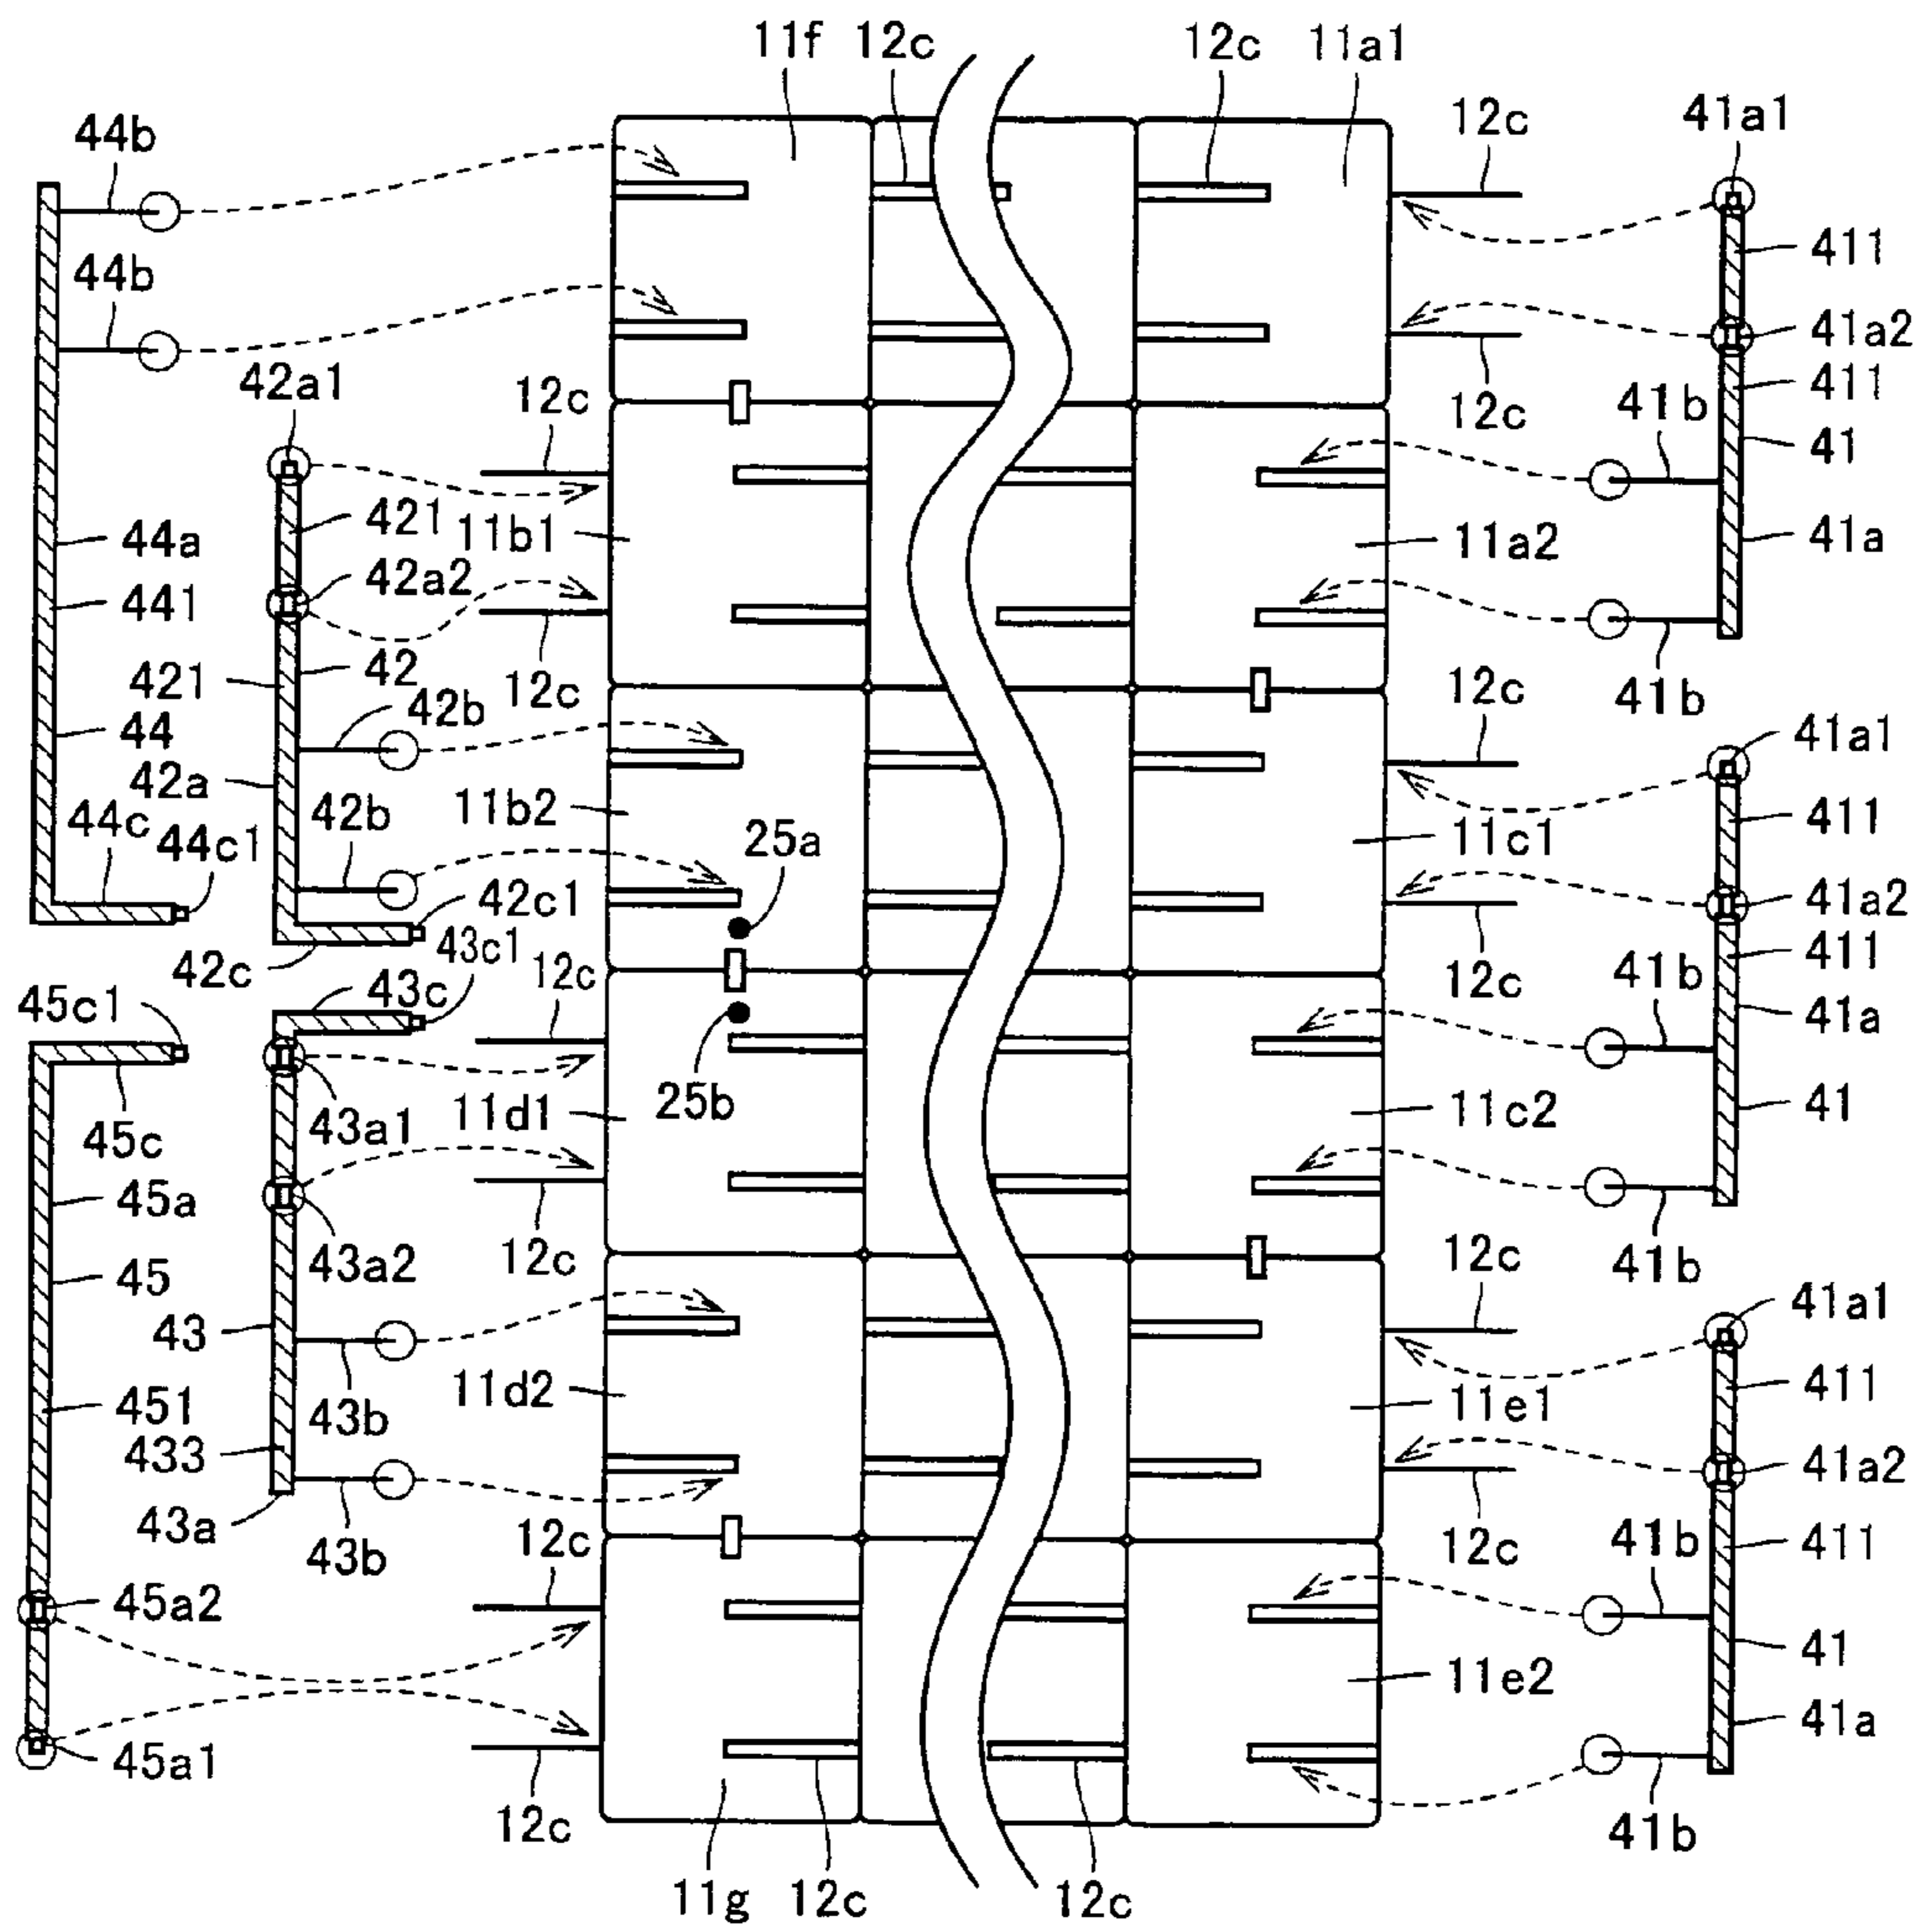 11f 12c 12c 11a1
44b 12c 41a1
411
44b 41a2
42a1 12c 12c 41b 411
41
421 11b1 11a2 41a
44a
42a2
441
421 42 12c 12c 41b
44 42b 41a1
42a
44c 44c1 42b 11b2 25a 11c1 411
42c1 41a2
42c 43c1 12c 12c 41b 411
45c1 43c 41a
25b
45c 43a1 11d1 11c2 41
45a
45 43a2 12c 12c 41b
41a1
43
451 43b 11d2 11e1 411
433
41a2
43a 43b 12c 12c 41b 411
45a2
41
11e2
45a1 41a
12c 41b
11g 12c 12c